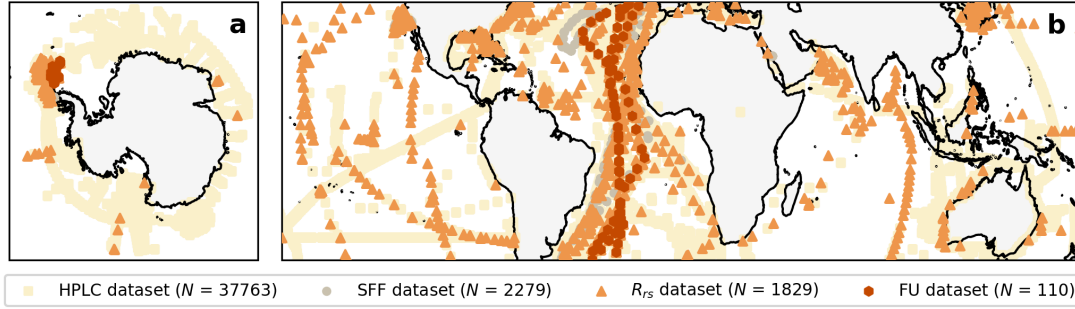 a
b
HPLC dataset (N = 37763) SFF dataset (N = 2279) Rrs dataset (N = 1829) FU dataset (N = 110)